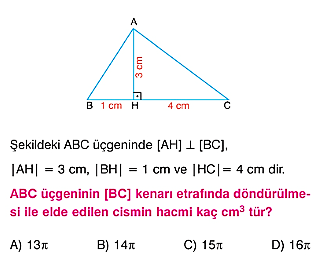 A
3 cm
B 1 cm H 4 cm C
Şekildeki ABC üçgeninde [AH] ⊥ [BC],
|AH| = 3 cm, |BH| = 1 cm ve |HC|= 4 cm dir.
ABC üçgeninin [BC] kenarı etrafında döndürülme-
si ile elde edilen cismin hacmi kaç cm³ tür?
A) 13π B) 14π C) 15π D) 16π